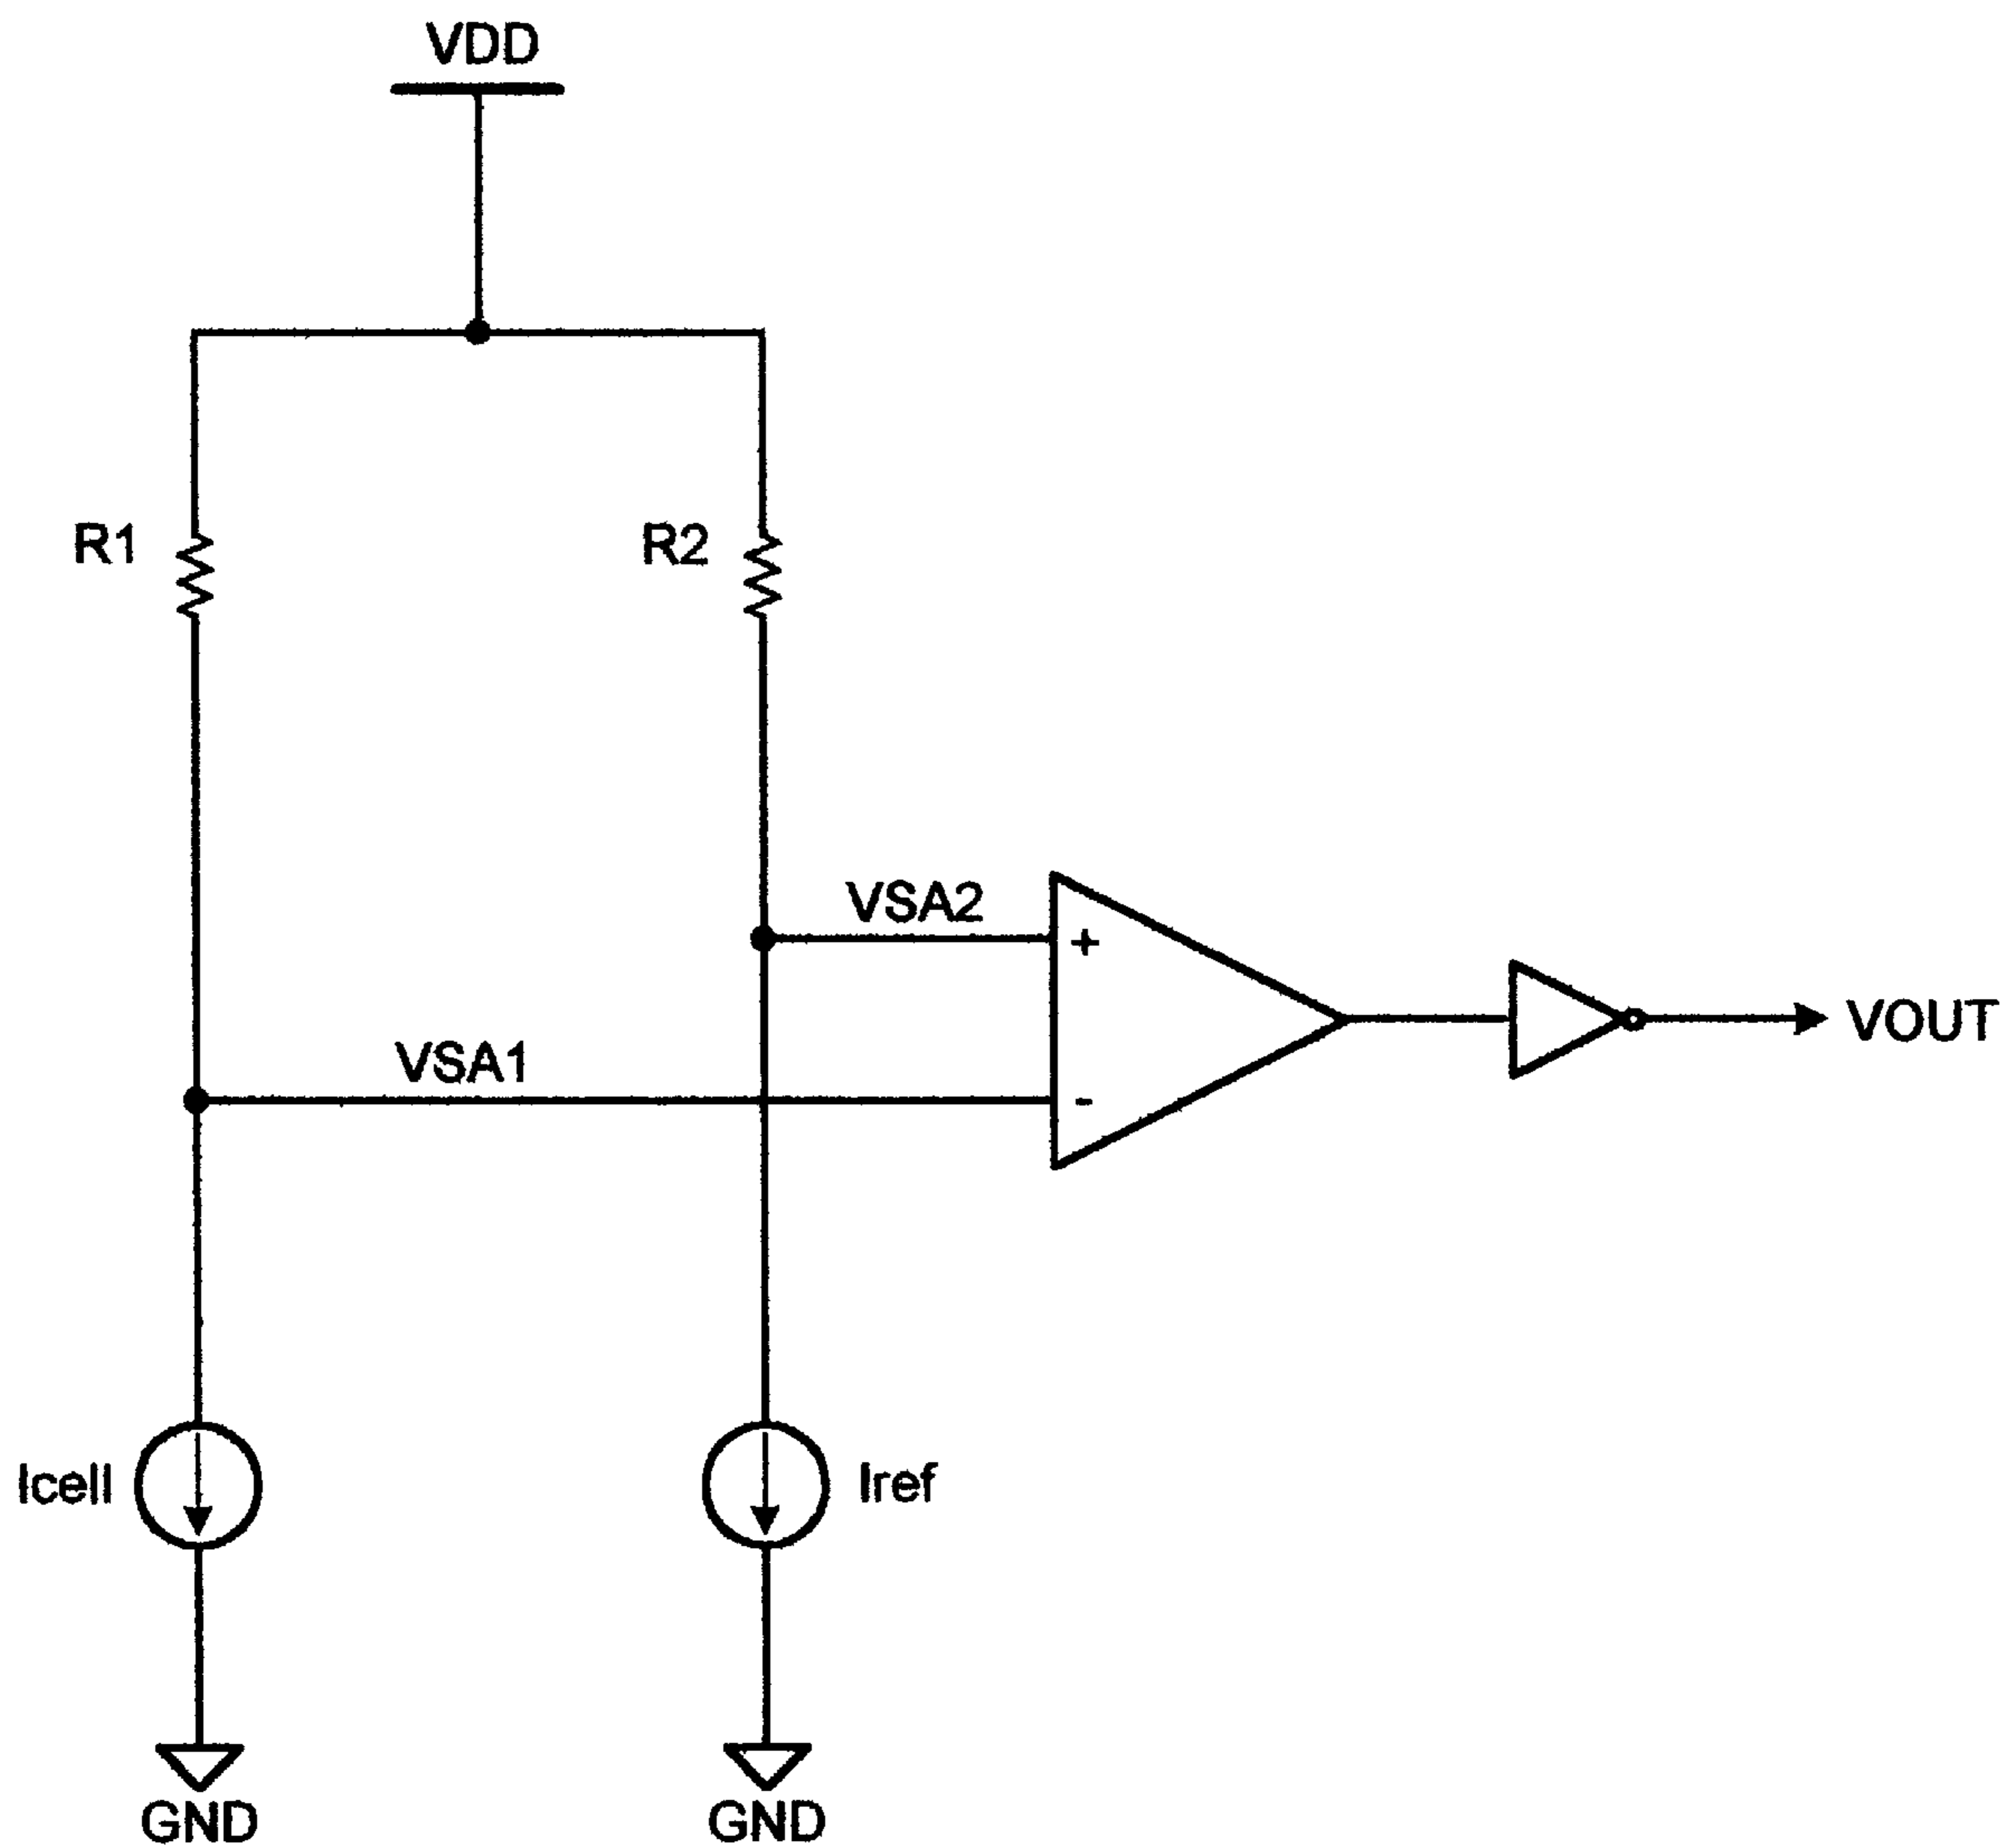 VDD
R1
R2
VSA2
+
VSA1
-
VOUT
Icell
Iref
GND
GND